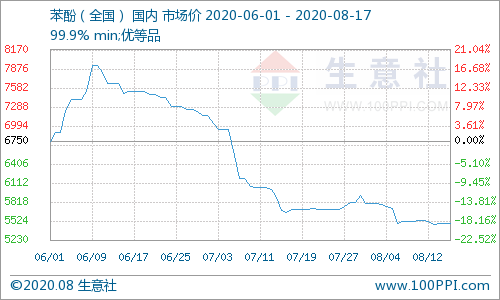 苯酚（全国） 国内 市场价 2020-06-01 - 2020-08-17
99.9% min;优等品
8170 21.04%
7876 16.68%
7582 12.33%
7288 7.97%
6994 3.61%
6750 0.00%
6406 -5.10%
6112 -9.45%
5818 -13.81%
5524 -18.16%
5230 -22.52%
生意社
www.100PPI.com
06/01 06/09 06/17 06/25 07/03 07/11 07/19 07/27 08/04 08/12
©2020.08 生意社 www.100PPI.com